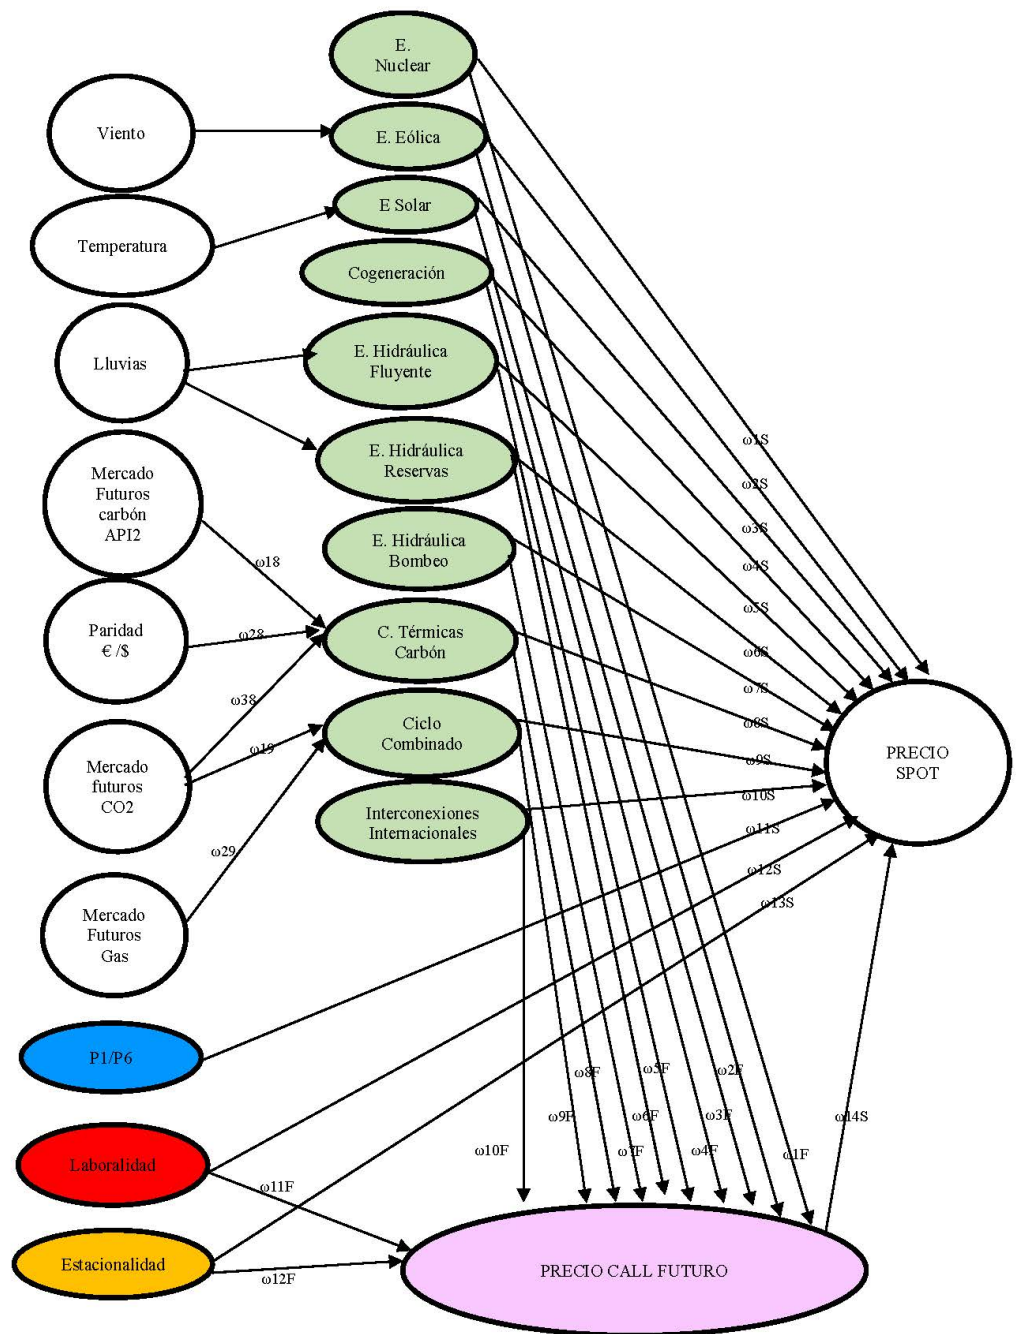 E.
Nuclear
Viento
E. Eólica
E Solar
Temperatura
Cogeneración
E. Hidráulica
Fluyente
Lluvias
E. Hidráulica
Reservas
Mercado
Futuros
carbón
API2
E. Hidráulica
Bombeo
Paridad
€ /$
C. Térmicas
Carbón
Mercado
futuros
CO2
Ciclo
Combinado
Interconexiones
Internacionales
Mercado
Futuros
Gas
P1/P6
Laboralidad
Estacionalidad
PRECIO
SPOT
PRECIO CALL FUTURO
ω18
ω28
ω38
ω19
ω29
ω1S
ω2S
ω3S
ω4S
ω5S
ω6S
ω7S
ω8S
ω9S
ω10S
ω11S
ω12S
ω13S
ω14S
ω8F
ω5F
ω2F
ω9F
ω6F
ω3F
ω10F
ω7F
ω4F
ω1F
ω11F
ω12F